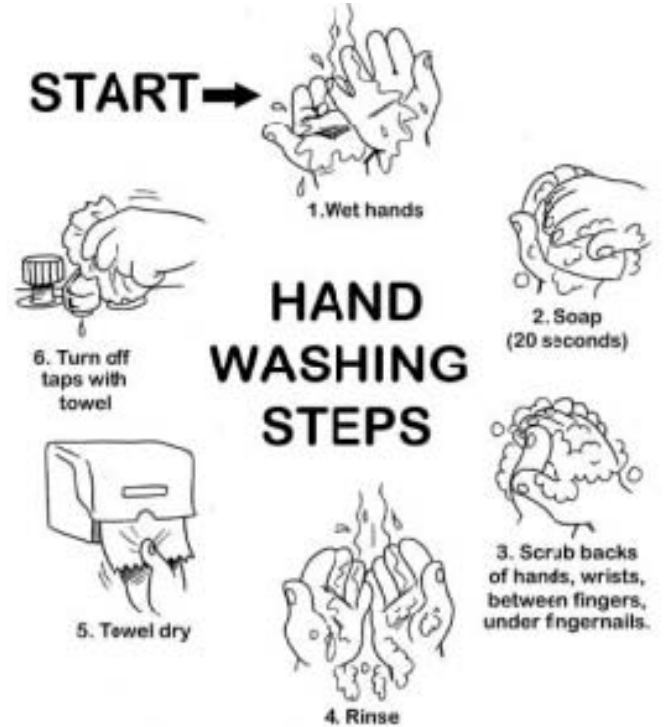 START
1.Wet hands
2. Soap
(20 seconds)
HAND
WASHING
STEPS
3. Scrub backs
of hands, wrists,
between fingers,
under fingernails.
4. Rinse
5. Towel dry
6. Turn off
taps with
towel